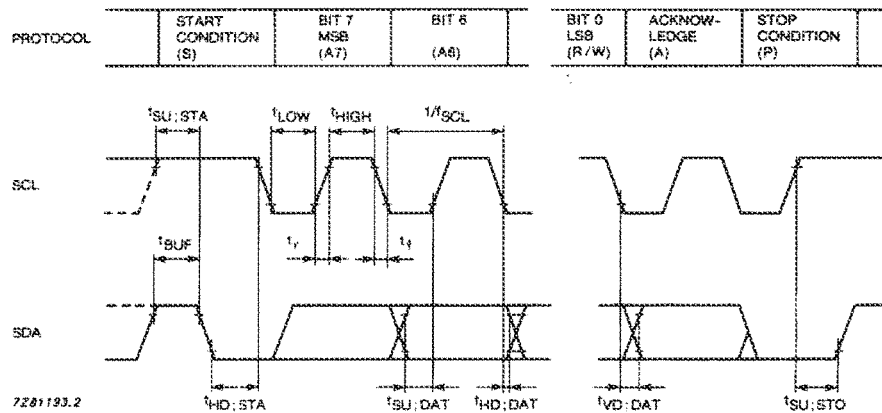 PROTOCOL
START CONDITION (S)
BIT 7 MSB (A7)
BIT 6 (A6)
BIT 0 LSB (R/W)
ACKNOW- LEDGE (A)
STOP CONDITION (P)
tSU;STA
tLOW
tHIGH
1/fSCL
SCL
tBUF
tr
tf
SDA
tHD;STA
tSU;DAT
tHD;DAT
tVD;DAT
tSU;STO
7Z81193.2